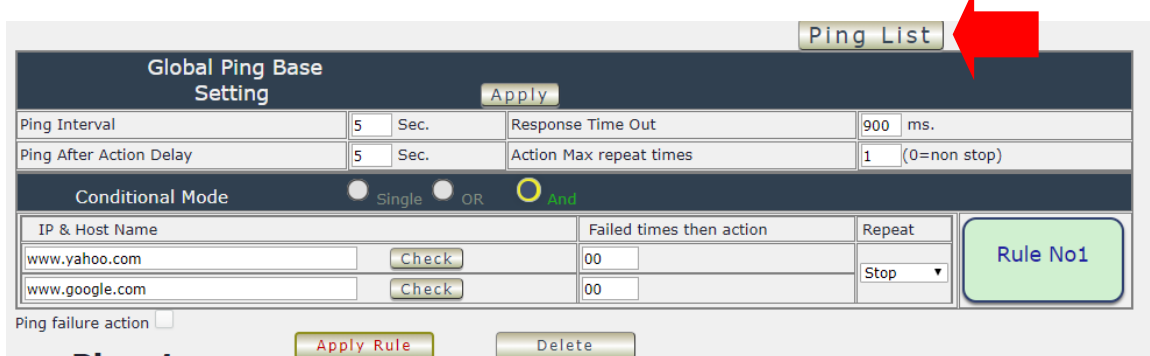 Ping List
Global Ping Base
Setting
Apply
Ping Interval 5 Sec. Response Time Out 900 ms.
Ping After Action Delay 5 Sec. Action Max repeat times 1 (0=non stop)
Conditional Mode Single OR And
IP & Host Name Failed times then action Repeat
Rule No1
www.yahoo.com Check 00
Stop
www.google.com Check 00
Ping failure action
Apply Rule Delete